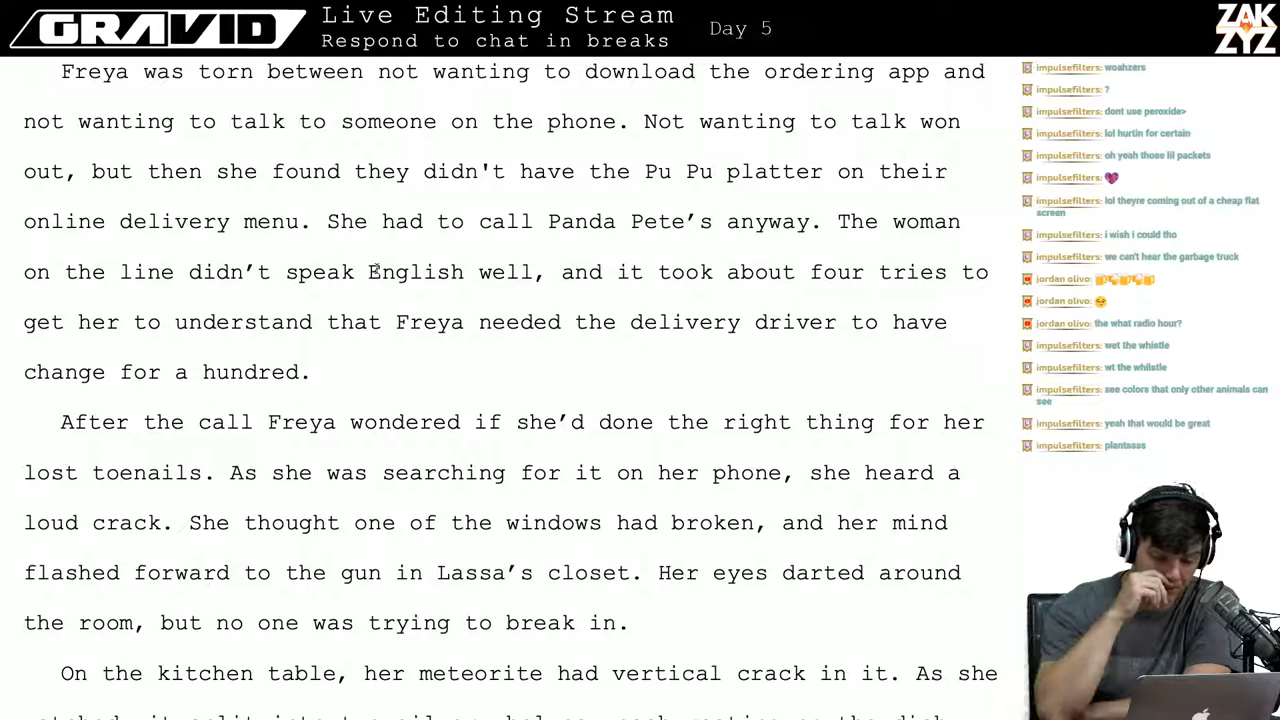 GRAVID
Live Editing Stream
Respond to chat in breaks
Day 5
ZAK
ZYZ
Freya was torn between not wanting to download the ordering app and
not wanting to talk to someone on the phone. Not wanting to talk won
out, but then she found they didn't have the Pu Pu platter on their
online delivery menu. She had to call Panda Pete’s anyway. The woman
on the line didn’t speak English well, and it took about four tries to
get her to understand that Freya needed the delivery driver to have
change for a hundred.
After the call Freya wondered if she’d done the right thing for her
lost toenails. As she was searching for it on her phone, she heard a
loud crack. She thought one of the windows had broken, and her mind
flashed forward to the gun in Lassa’s closet. Her eyes darted around
the room, but no one was trying to break in.
On the kitchen table, her meteorite had vertical crack in it. As she
impulsefilters: woahzers
impulsefilters: ?
impulsefilters: dont use peroxide>
impulsefilters: lol hurtin for certain
impulsefilters: oh yeah those lil packets
impulsefilters:
impulsefilters: lol theyre coming out of a cheap flat
screen
impulsefilters: i wish i could tho
impulsefilters: we can't hear the garbage truck
jordan olivo:
jordan olivo:
jordan olivo: the what radio hour?
impulsefilters: wet the whistle
impulsefilters: wt the whilstle
impulsefilters: see colors that only other animals can
see
impulsefilters: yeah that would be great
impulsefilters: plantssss